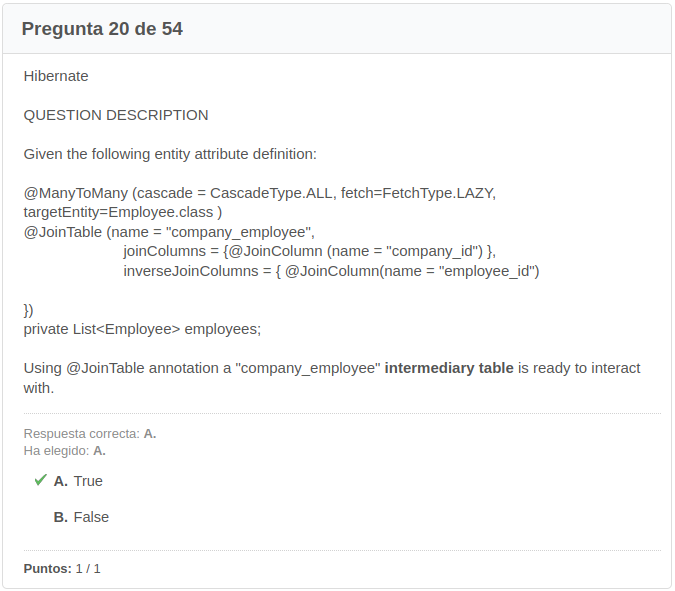 Pregunta 20 de 54
Hibernate
QUESTION DESCRIPTION
Given the following entity attribute definition:
@ManyToMany (cascade = CascadeType.ALL, fetch=FetchType.LAZY,
targetEntity=Employee.class )
@JoinTable (name = "company_employee",
joinColumns = {@JoinColumn (name = "company_id") },
inverseJoinColumns = { @JoinColumn(name = "employee_id")
})
private List<Employee> employees;
Using @JoinTable annotation a "company_employee" intermediary table is ready to interact
with.
Respuesta correcta: A.
Ha elegido: A.
A. True
B. False
Puntos: 1 / 1